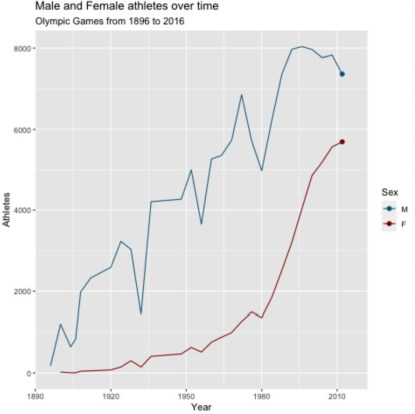 Male and Female athletes over time
Olympic Games from 1896 to 2016
8000
6000
4000
2000
0
Athletes
1890
1920
1950
1980
2010
Year
Sex
M
F